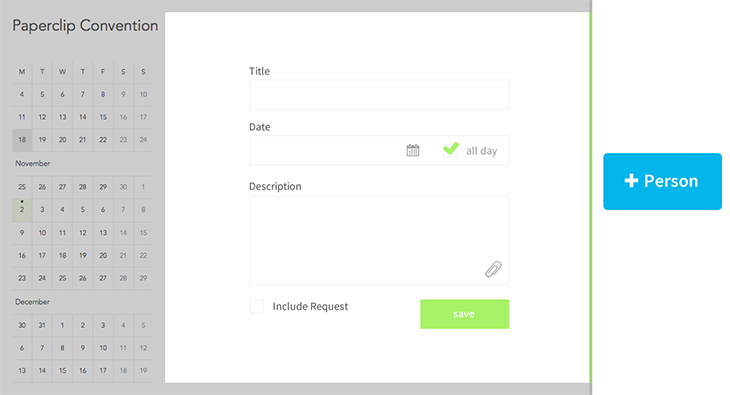 Paperclip Convention
M T W T F S S
4 5 6 7 8 9 10
11 12 13 14 15 16 17
18 19 20 21 22 23 24
November
25 26 27 28 29 30 1
2 3 4 5 6 7 8
9 10 11 12 13 14 15
16 17 18 19 20 21 22
23 24 25 26 27 28 29
December
30 31 1 2 3 4 5
6 7 8 9 10 11 12
13 14 15 16 17 18 19
Title
Date
all day
Description
Include Request
save
+ Person